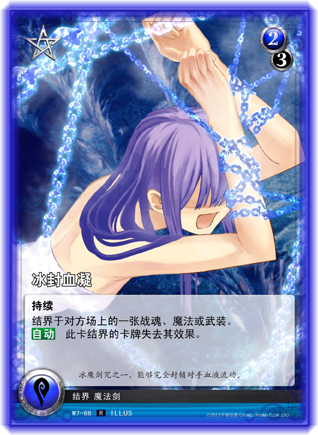 2
3
冰封血凝
持续
结界于对方场上的一张战魂、魔法或武装。
自动 此卡结界的卡牌失去其效果。
冰魔剑咒之一，能够完全封锁对手血液流动。
结界 魔法剑
W7-66 R ILLUS